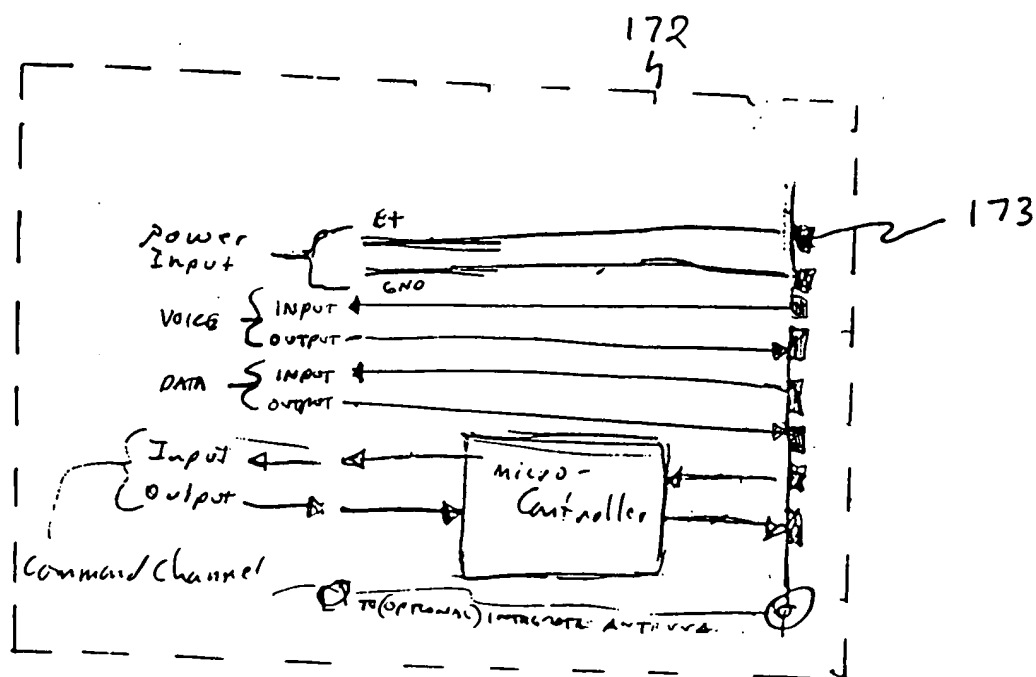 172
173
Power
Input
E+
GND
VOICE
INPUT
OUTPUT
DATA
INPUT
OUTPUT
Input
Output
Micro-
Controller
Command Channel
TO (OPTIONAL) INTEGRATE ANTENNA